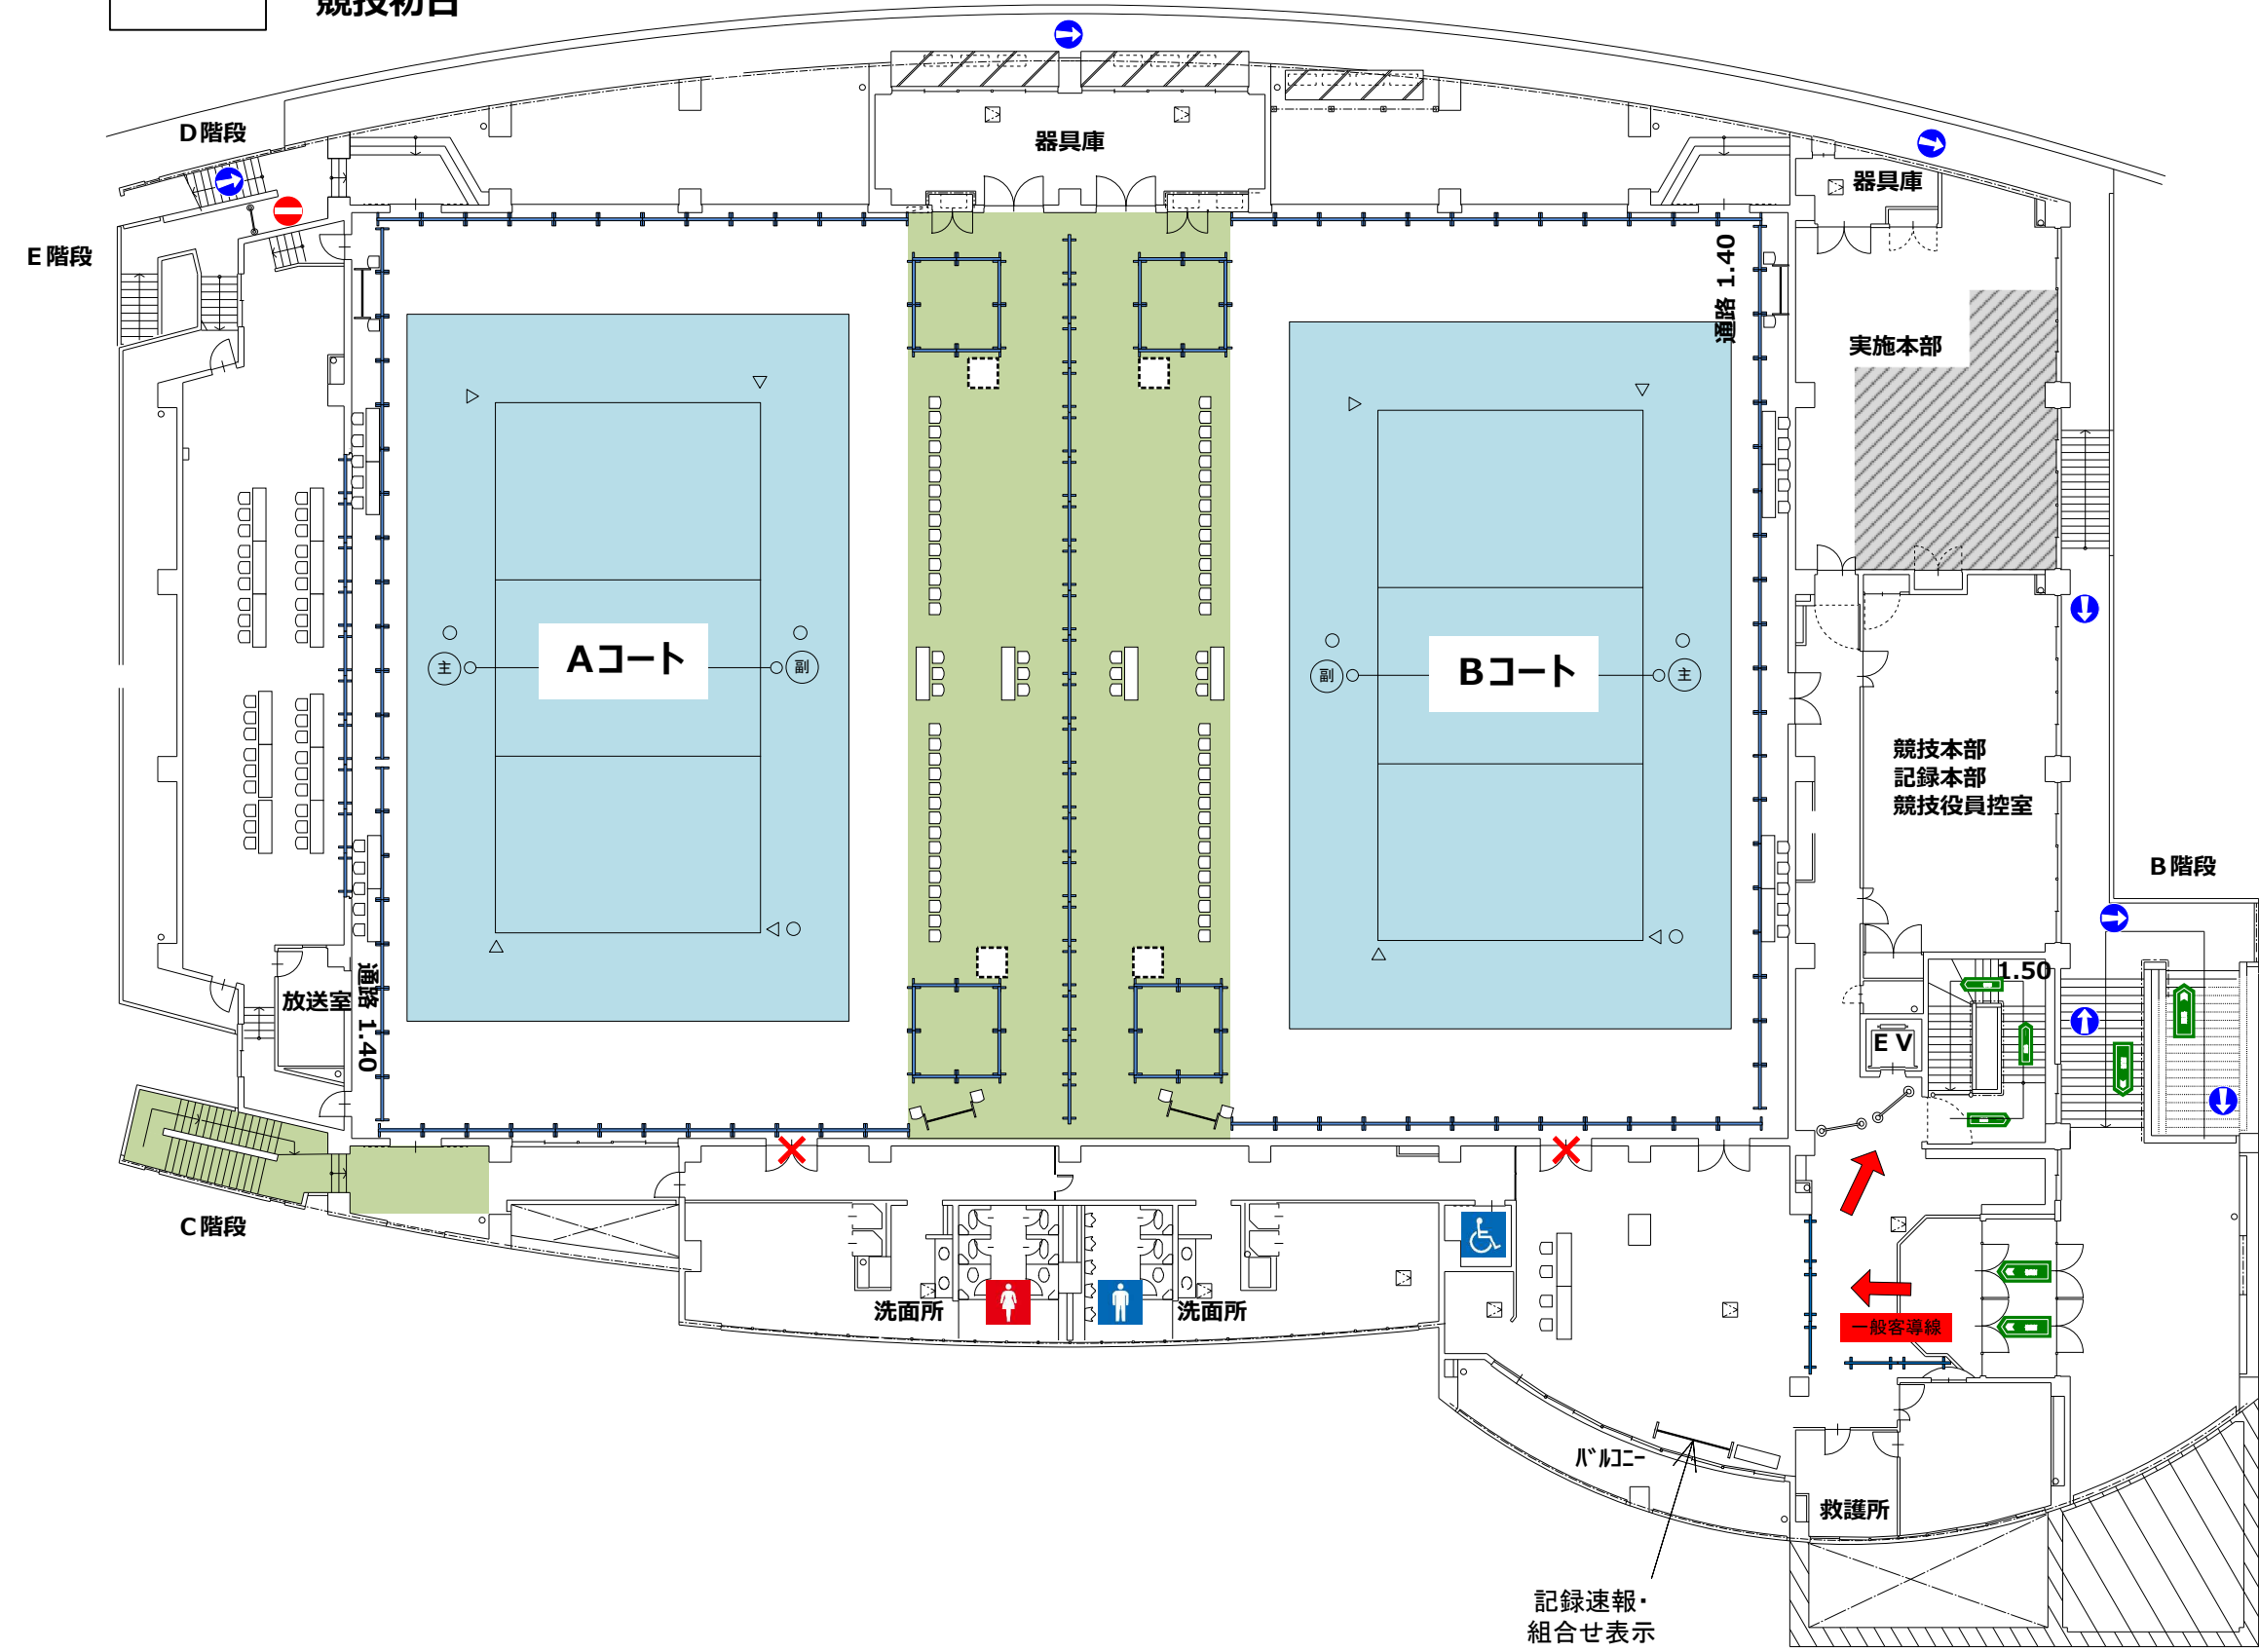 競技初日
D階段
器具庫
器具庫
E階段
通路 1.40
実施本部
Aコート
主
副
Bコート
副
主
競技本部
記録本部
競技役員控室
B階段
放送室
通路 1.40
1.50
EV
C階段
洗面所
洗面所
一般客導線
バルコニー
救護所
記録速報・
組合せ表示